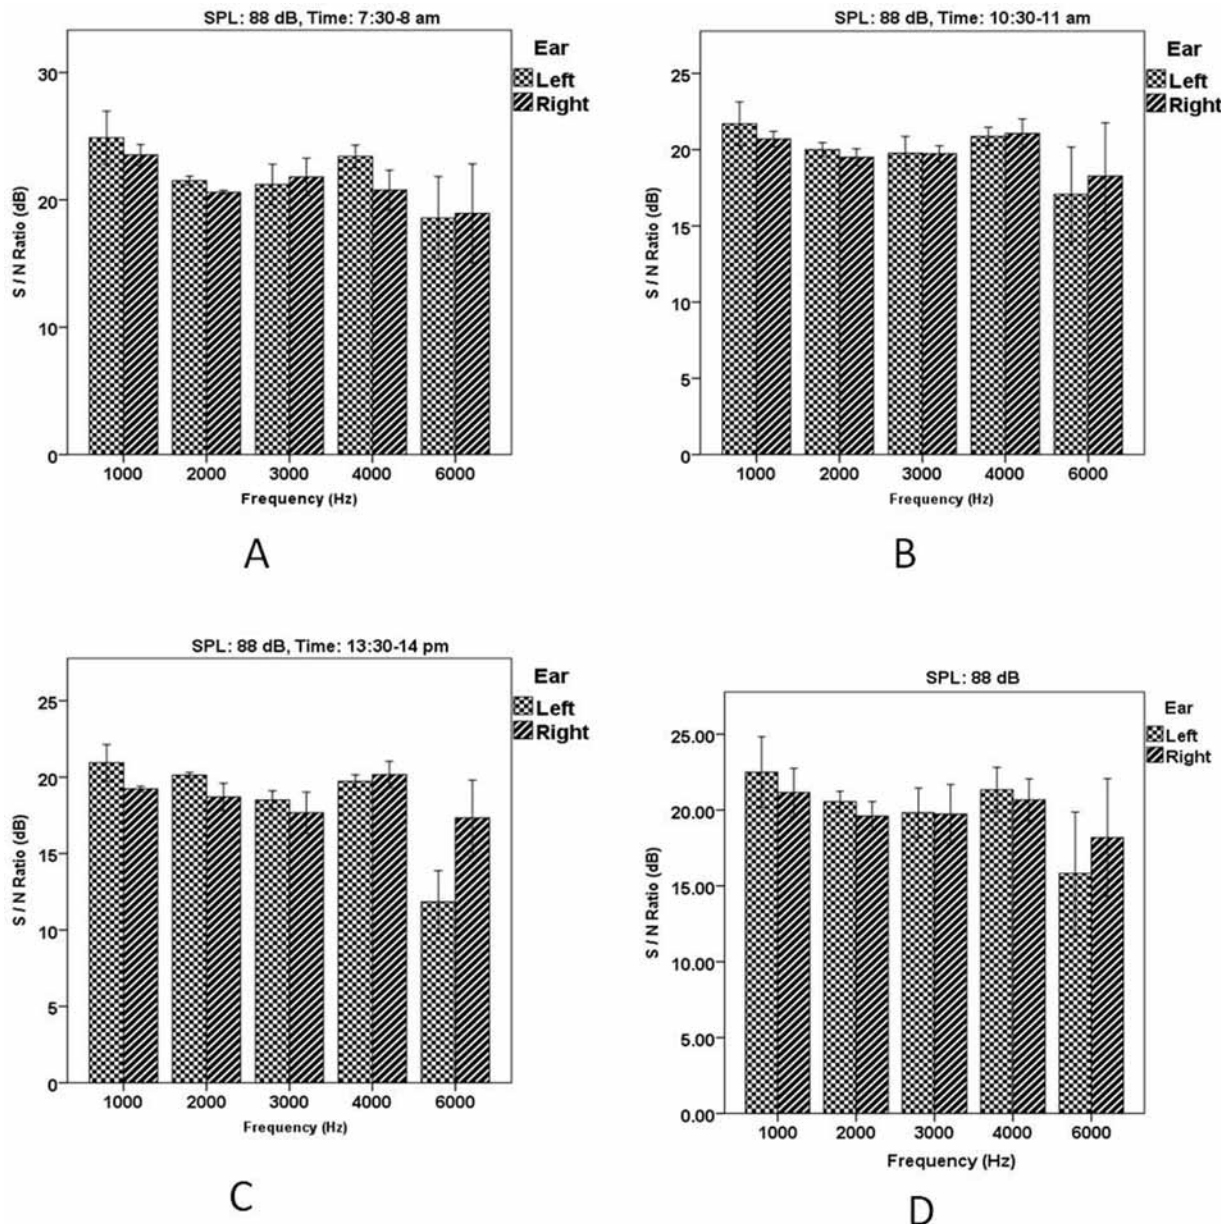 SPL: 88 dB, Time: 7:30-8 am
Ear
Left
Right
S / N Ratio (dB)
30
20
10
0
1000 2000 3000 4000 6000
Frequency (Hz)
A
SPL: 88 dB, Time: 10:30-11 am
Ear
Left
Right
S / N Ratio (dB)
25
20
15
10
5
0
1000 2000 3000 4000 6000
Frequency (Hz)
B
SPL: 88 dB, Time: 13:30-14 pm
Ear
Left
Right
S / N Ratio (dB)
25
20
15
10
5
0
1000 2000 3000 4000 6000
Frequency (Hz)
C
SPL: 88 dB
Ear
Left
Right
S / N Ratio (dB)
25.00
20.00
15.00
10.00
5.00
0.00
1000 2000 3000 4000 6000
Frequency (Hz)
D